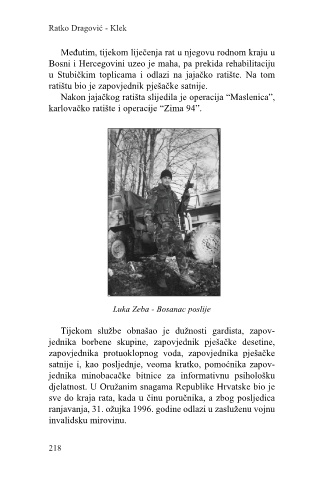 Ratko Dragović - Klek
Međutim, tijekom liječenja rat u njegovu rodnom kraju u
Bosni i Hercegovini uzeo je maha, pa prekida rehabilitaciju
u Stubičkim toplicama i odlazi na jajačko ratište. Na tom
ratištu bio je zapovjednik pješačke satnije.
Nakon jajačkog ratišta slijedila je operacija “Maslenica”,
karlovačko ratište i operacije “Zima 94”.
Luka Zeba - Bosanac poslije
Tijekom službe obnašao je dužnosti gardista, zapov-
jednika borbene skupine, zapovjednik pješačke desetine,
zapovjednika protuoklopnog voda, zapovjednika pješačke
satnije i, kao posljednje, veoma kratko, pomoćnika zapov-
jednika minobacačke bitnice za informativnu psihološku
djelatnost. U Oružanim snagama Republike Hrvatske bio je
sve do kraja rata, kada u činu poručnika, a zbog posljedica
ranjavanja, 31. ožujka 1996. godine odlazi u zasluženu vojnu
invalidsku mirovinu.
218